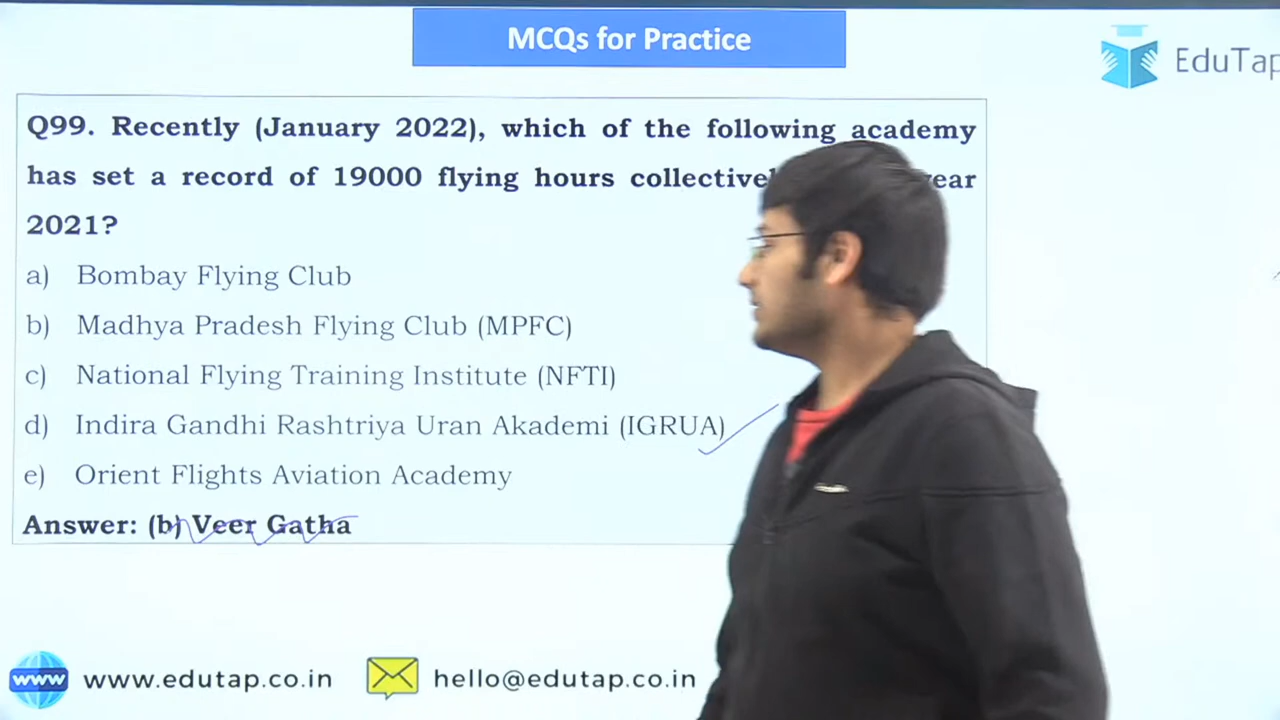 MCQs for Practice
EduTap
Q99. Recently (January 2022), which of the following academy
has set a record of 19000 flying hours year
2021?
a) Bombay Flying Club
b) Madhya Pradesh Flying Club (MPFC)
c) National Flying Training Institute (NFTI)
d) Indira Gandhi Rashtriya Uran Akademi (IGRUA)
e) Orient Flights Aviation Academy
Answer: (b) Veer Gatha
www www.edutap.co.in hello@edutap.co.in